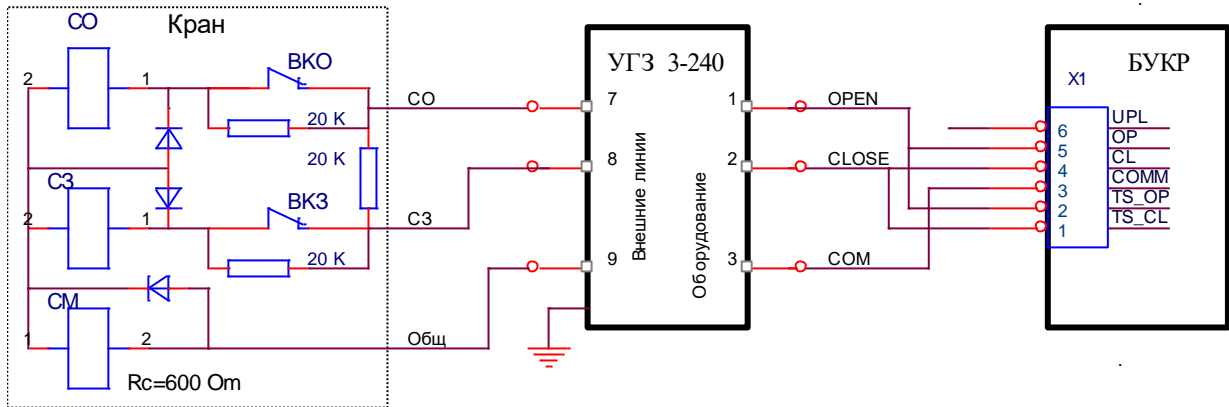 СО
Кран
2
1
ВКО
20 K
СО
20 K
СЗ
2
1
ВКЗ
СЗ
20 K
СМ
1
2
Общ
Rc=600 Om
УГЗ 3-240
7
1
8
2
9
3
Внешние линии
Оборудование
OPEN
CLOSE
COM
БУКР
X1
6
UPL
5
OP
4
CL
3
COMM
2
TS_OP
1
TS_CL